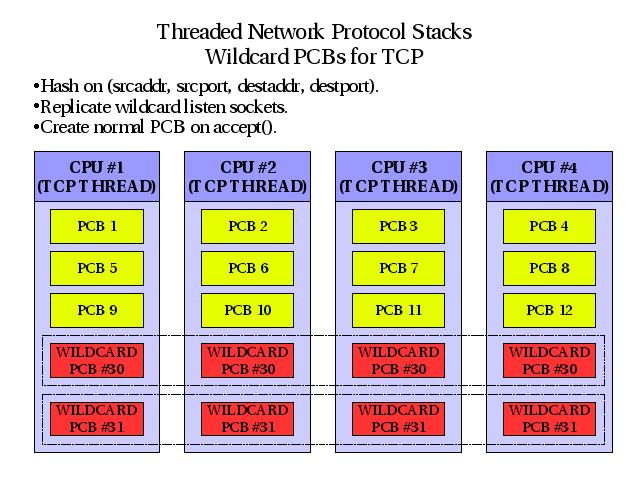 Threaded Network Protocol Stacks
Wildcard PCBs for TCP
•Hash on (srcaddr, srcport, destaddr, destport).
•Replicate wildcard listen sockets.
•Create normal PCB on accept().
CPU #1
(TCP THREAD)
PCB 1
PCB 5
PCB 9
WILDCARD
PCB #30
WILDCARD
PCB #31
CPU #2
(TCP THREAD)
PCB 2
PCB 6
PCB 10
WILDCARD
PCB #30
WILDCARD
PCB #31
CPU #3
(TCP THREAD)
PCB 3
PCB 7
PCB 11
WILDCARD
PCB #30
WILDCARD
PCB #31
CPU #4
(TCP THREAD)
PCB 4
PCB 8
PCB 12
WILDCARD
PCB #30
WILDCARD
PCB #31